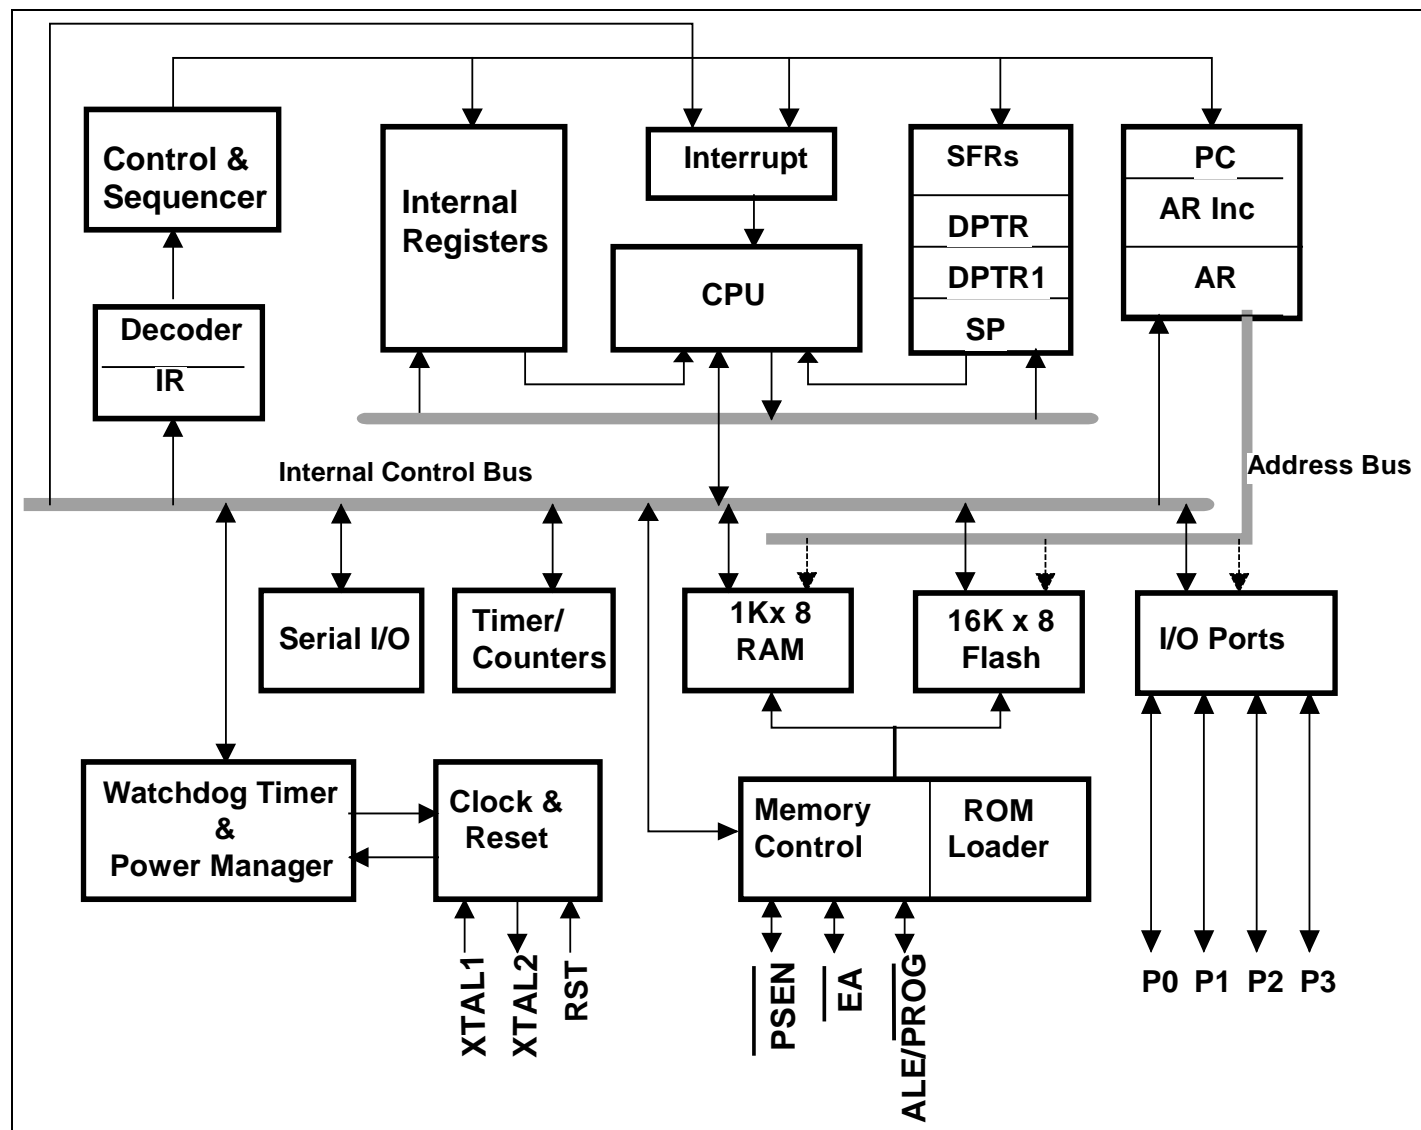 Control &
Sequencer
Internal
Registers
Interrupt
SFRs
DPTR
DPTR1
SP
PC
AR Inc
AR
CPU
Decoder
IR
Internal Control Bus
Address Bus
Serial I/O
Timer/
Counters
1Kx 8
RAM
16K x 8
Flash
I/O Ports
Watchdog Timer
&
Power Manager
Clock &
Reset
Memory
Control
ROM
Loader
XTAL1
XTAL2
RST
PSEN
EA
ALE/PROG
P0 P1 P2 P3